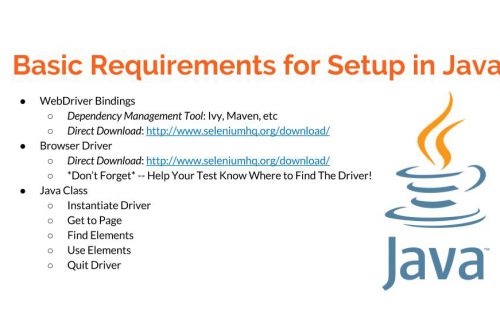 Basic Requirements for Setup in Java
● WebDriver Bindings
○ Dependency Management Tool: Ivy, Maven, etc
○ Direct Download: http://www.seleniumhq.org/download/
● Browser Driver
○ Direct Download: http://www.seleniumhq.org/download/
○ *Don't Forget* -- Help Your Test Know Where to Find The Driver!
● Java Class
○ Instantiate Driver
○ Get to Page
○ Find Elements
○ Use Elements
○ Quit Driver
Java™